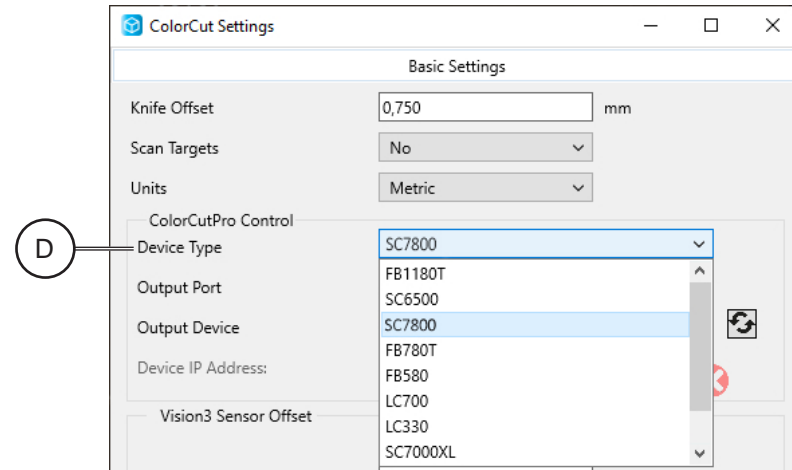 ColorCut Settings
Basic Settings
Knife Offset 0,750 mm
Scan Targets No
Units Metric
ColorCutPro Control
D Device Type SC7800
FB1180T
Output Port
SC6500
Output Device SC7800
FB780T
Device IP Address: FB580
LC700
Vision3 Sensor Offset
LC330
SC7000XL